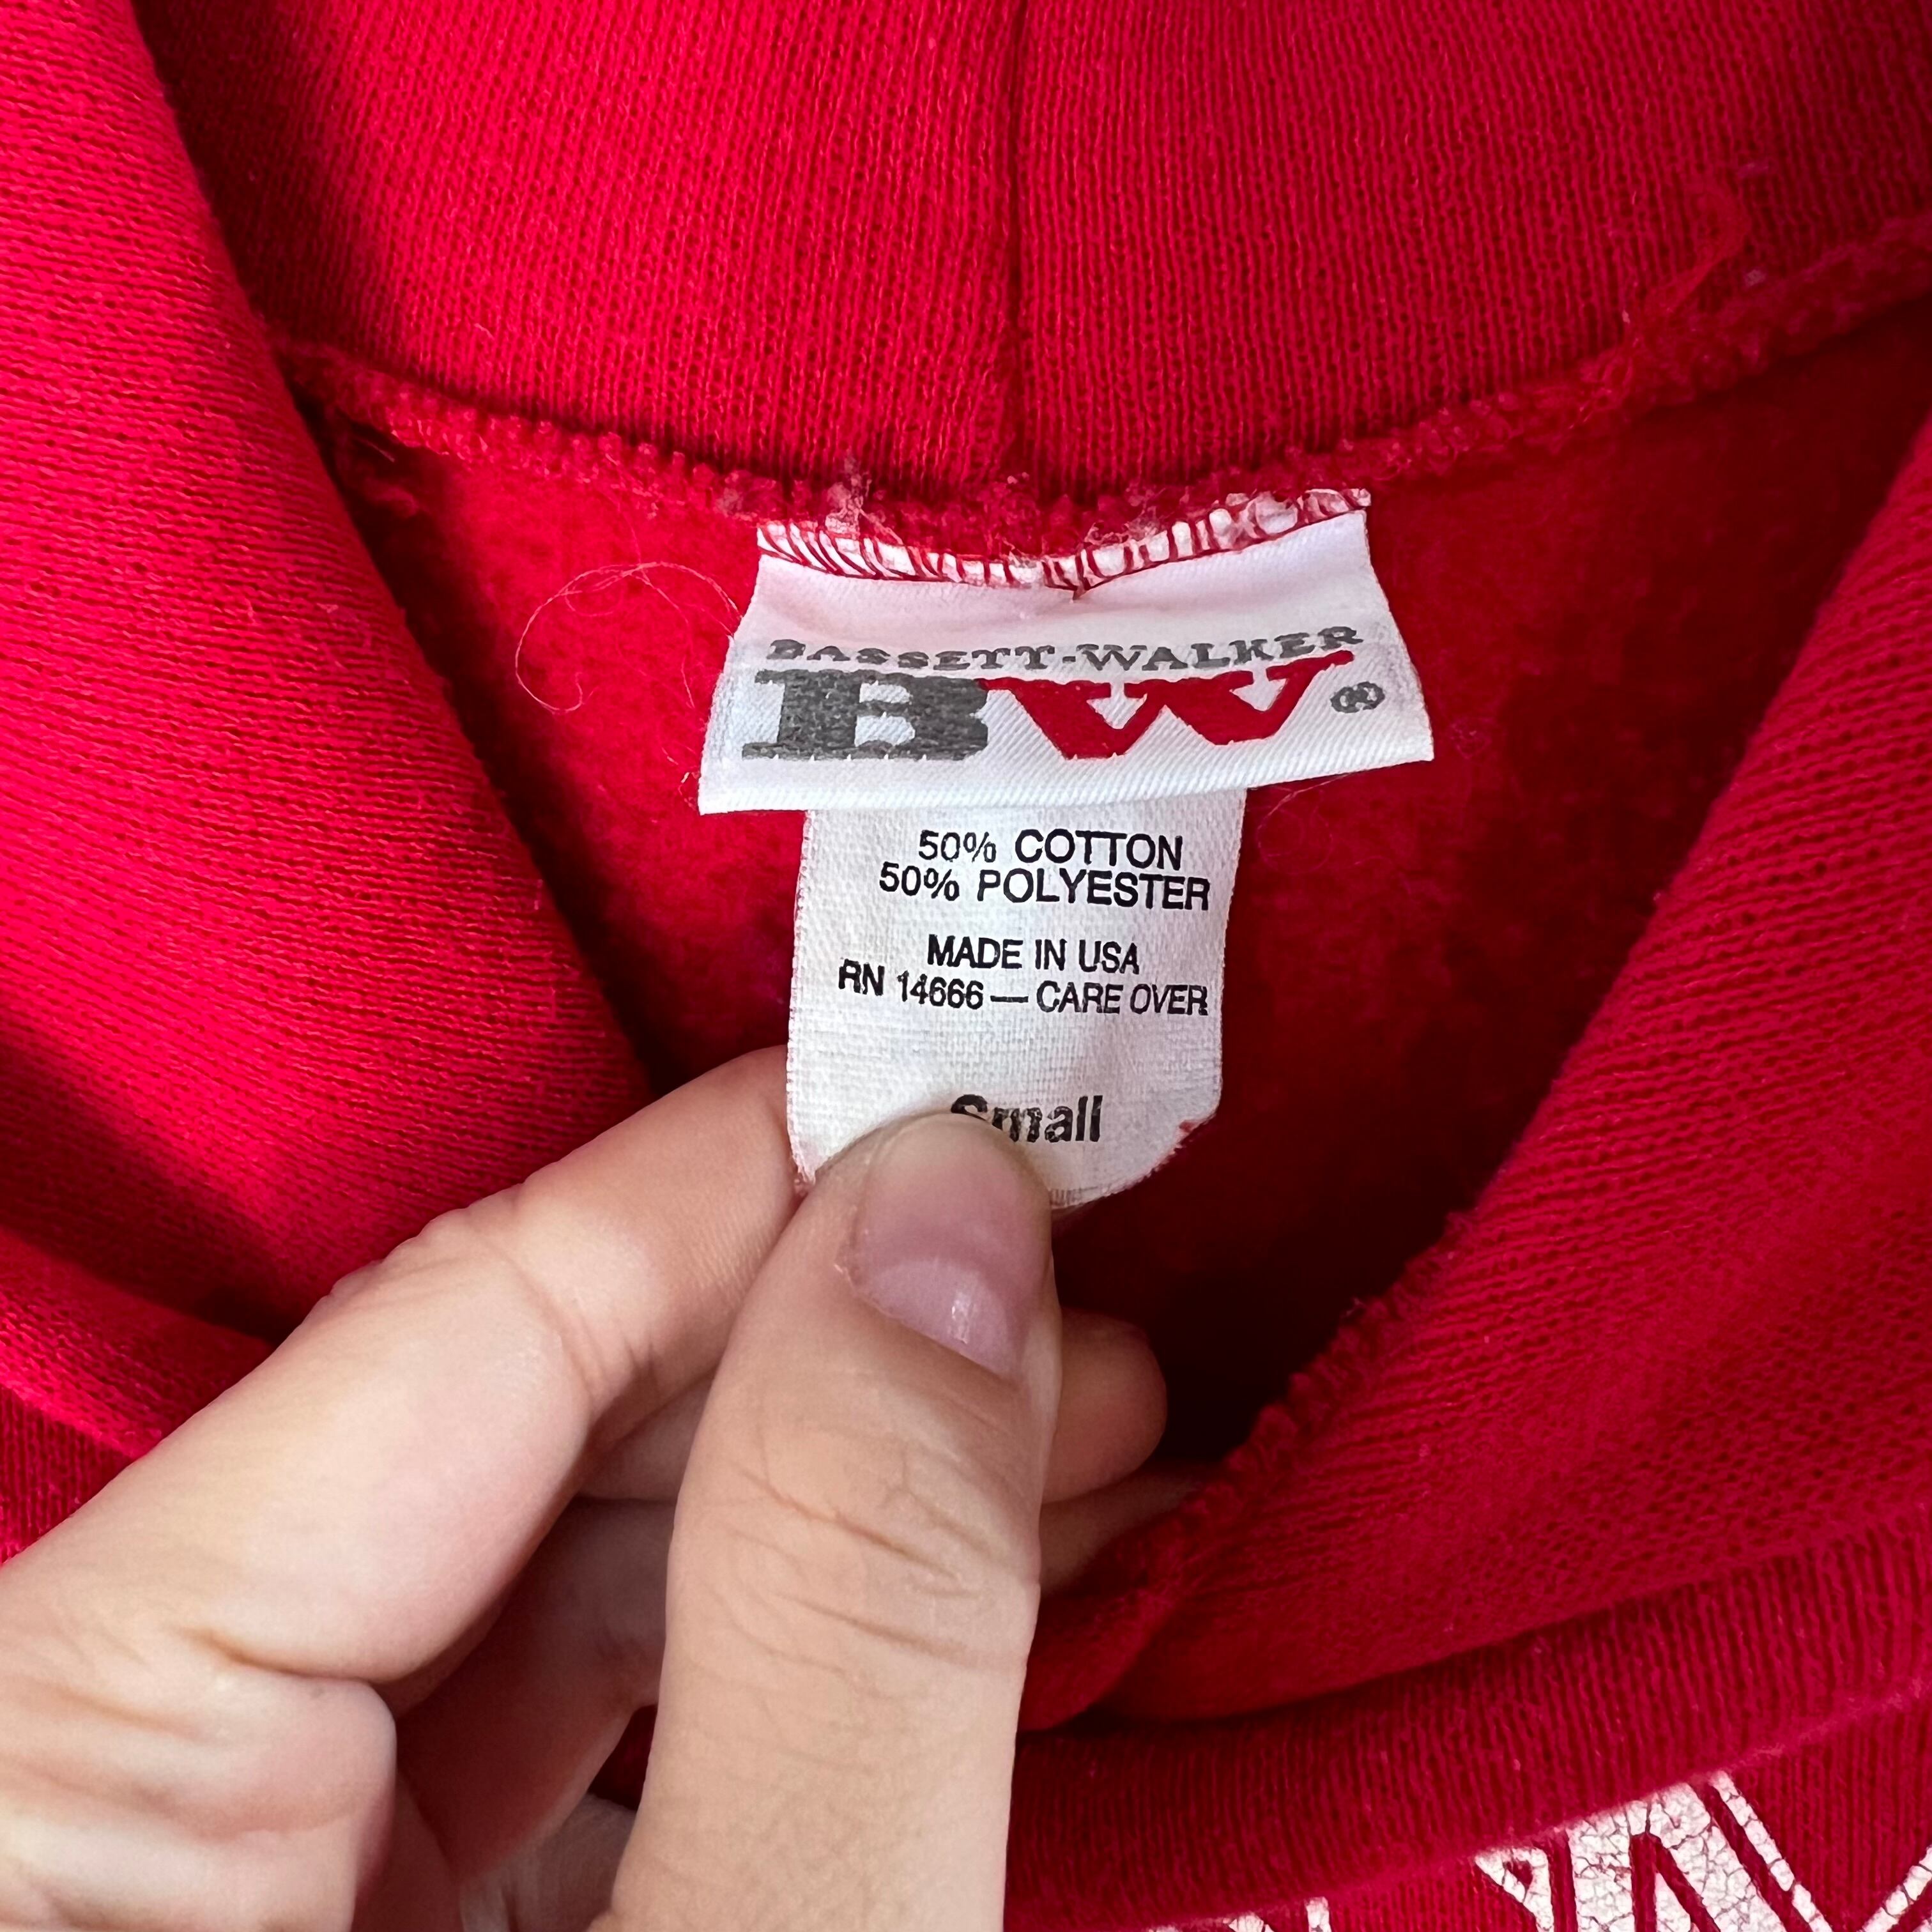 BASSETT-WALKER
BW®
50% COTTON
50% POLYESTER
MADE IN USA
RN 14666 — CARE OVER
Small